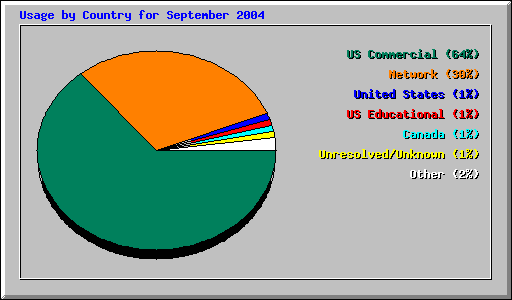 Usage by Country for September 2004
US Commercial (64%)
Network (30%)
United States (1%)
US Educational (1%)
Canada (1%)
Unresolved/Unknown (1%)
Other (2%)